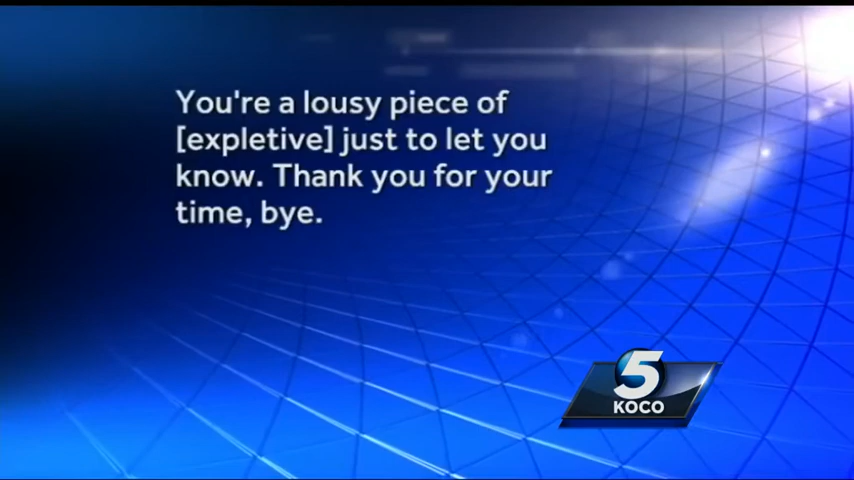 You're a lousy piece of
[expletive] just to let you
know. Thank you for your
time, bye.
5
KOCO